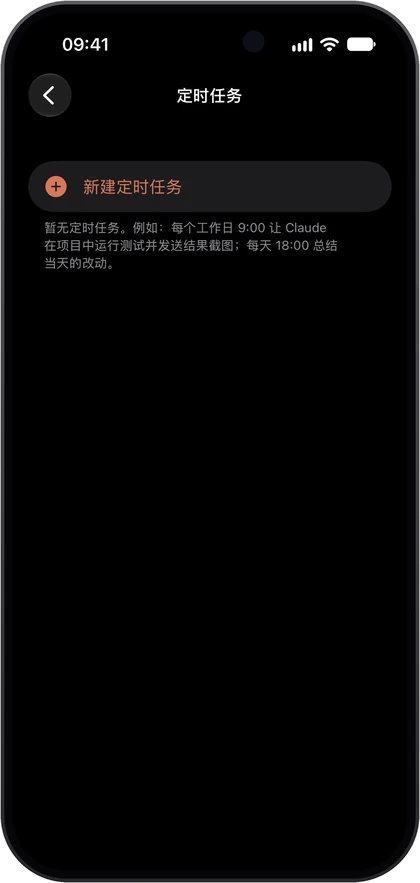 09:41
定时任务
新建定时任务
暂无定时任务。例如：每个工作日 9:00 让 Claude
在项目中运行测试并发送结果截图；每天 18:00 总结
当天的改动。